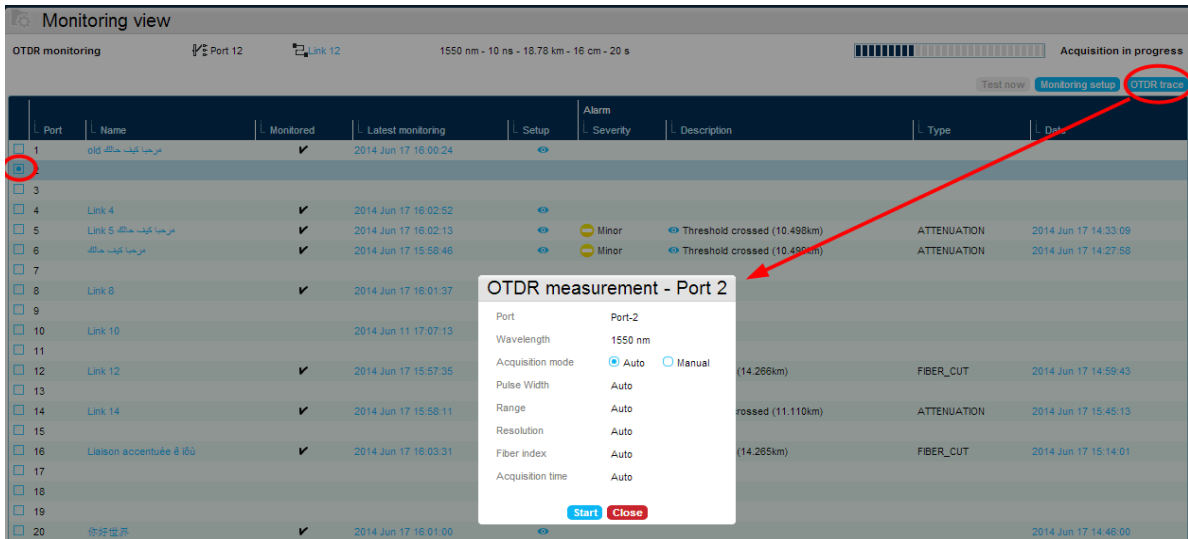 Monitoring view
OTDR monitoring Port 12 Link 12 1550 nm - 10 ns - 18.78 km - 16 cm - 20 s Acquisition in progress
Test now Monitoring setup OTDR trace
Alarm
Port Name Monitored Latest monitoring Setup Severity Description Type Date
1 old مرحبا كيف حالك 2014 Jun 17 16:00:24
2
3
4 Link 4 2014 Jun 17 16:02:52
5 Link 5 مرحبا كيف حالك 2014 Jun 17 16:02:13 Minor Threshold crossed (10.498km) ATTENUATION 2014 Jun 17 14:33:09
6 مرحبا كيف حالك 2014 Jun 17 15:58:46 Minor Threshold crossed (10.499km) ATTENUATION 2014 Jun 17 14:27:58
7
8 Link 8 2014 Jun 17 16:01:37
9
10 Link 10 2014 Jun 11 17:07:13
11
12 Link 12 2014 Jun 17 15:57:35 (14.266km) FIBER_CUT 2014 Jun 17 14:59:43
13
14 Link 14 2014 Jun 17 15:58:11 crossed (11.110km) ATTENUATION 2014 Jun 17 15:45:13
15
16 Liaison accentuée ê îôù 2014 Jun 17 16:03:31 (14.265km) FIBER_CUT 2014 Jun 17 15:14:01
17
18
19
20 你好世界 2014 Jun 17 16:01:00 2014 Jun 17 14:46:00
OTDR measurement - Port 2
Port Port-2
Wavelength 1550 nm
Acquisition mode Auto Manual
Pulse Width Auto
Range Auto
Resolution Auto
Fiber index Auto
Acquisition time Auto
Start Close